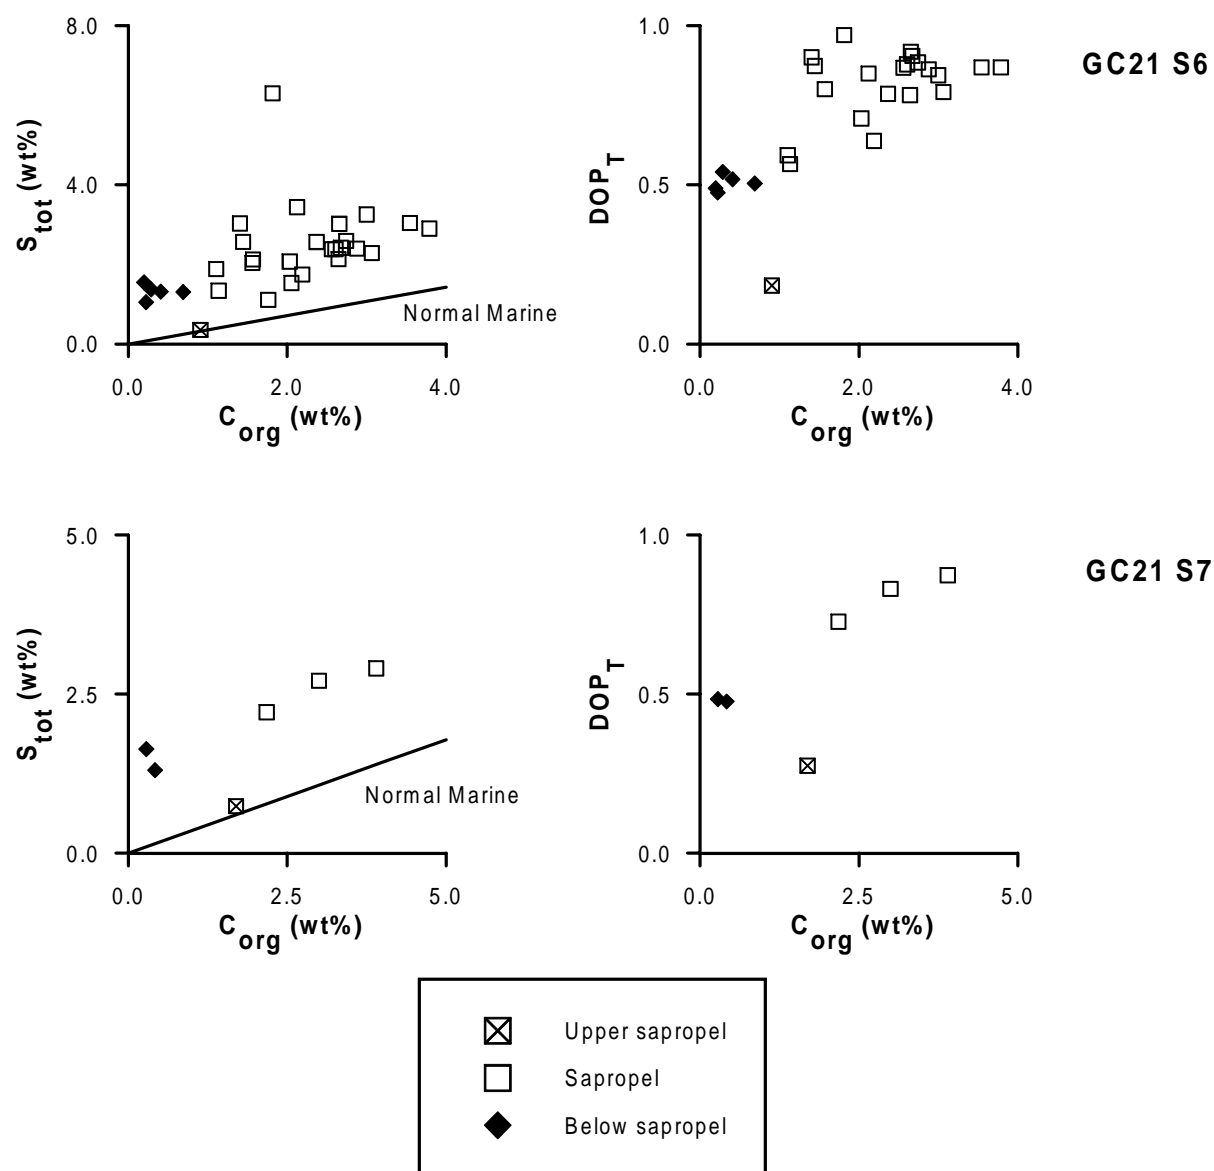 8.0
4.0
0.0
S_tot (wt%)
0.0 2.0 4.0
C_org (wt%)
Normal Marine
1.0
0.5
0.0
DOP_T
0.0 2.0 4.0
C_org (wt%)
GC21 S6
5.0
2.5
0.0
S_tot (wt%)
0.0 2.5 5.0
C_org (wt%)
Normal Marine
1.0
0.5
0.0
DOP_T
0.0 2.5 5.0
C_org (wt%)
GC21 S7
Upper sapropel
Sapropel
Below sapropel